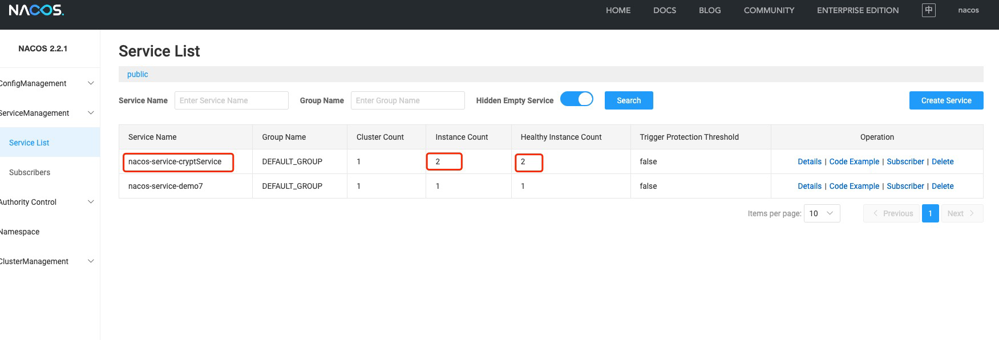 NACOS. HOME DOCS BLOG COMMUNITY ENTERPRISE EDITION 中 nacos
NACOS 2.2.1
ConfigManagement
ServiceManagement
Service List
Subscribers
Authority Control
Namespace
ClusterManagement
Service List
public
Service Name Enter Service Name Group Name Enter Group Name Hidden Empty Service Search Create Service
Service Name Group Name Cluster Count Instance Count Healthy Instance Count Trigger Protection Threshold Operation
nacos-service-cryptService DEFAULT_GROUP 1 2 2 false Details | Code Example | Subscriber | Delete
nacos-service-demo7 DEFAULT_GROUP 1 1 1 false Details | Code Example | Subscriber | Delete
Items per page: 10 Previous 1 Next